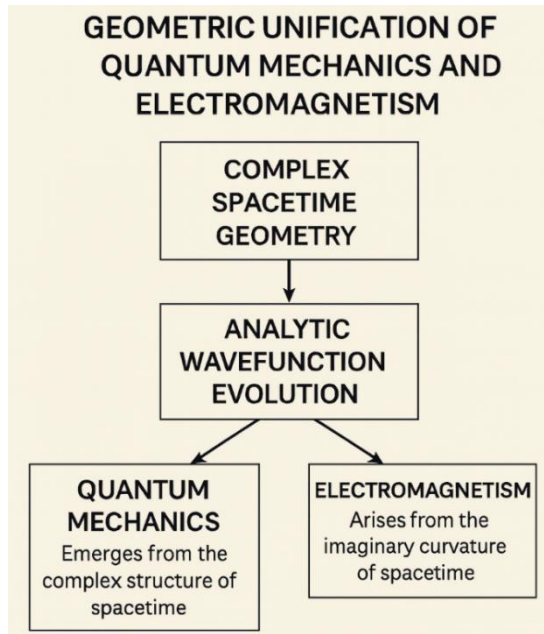 GEOMETRIC UNIFICATION OF
QUANTUM MECHANICS AND
ELECTROMAGNETISM
COMPLEX
SPACETIME
GEOMETRY
ANALYTIC
WAVEFUNCTION
EVOLUTION
QUANTUM
MECHANICS
Emerges from the
complex structure of
spacetime
ELECTROMAGNETISM
Arises from the
imaginary curvature
of spacetime